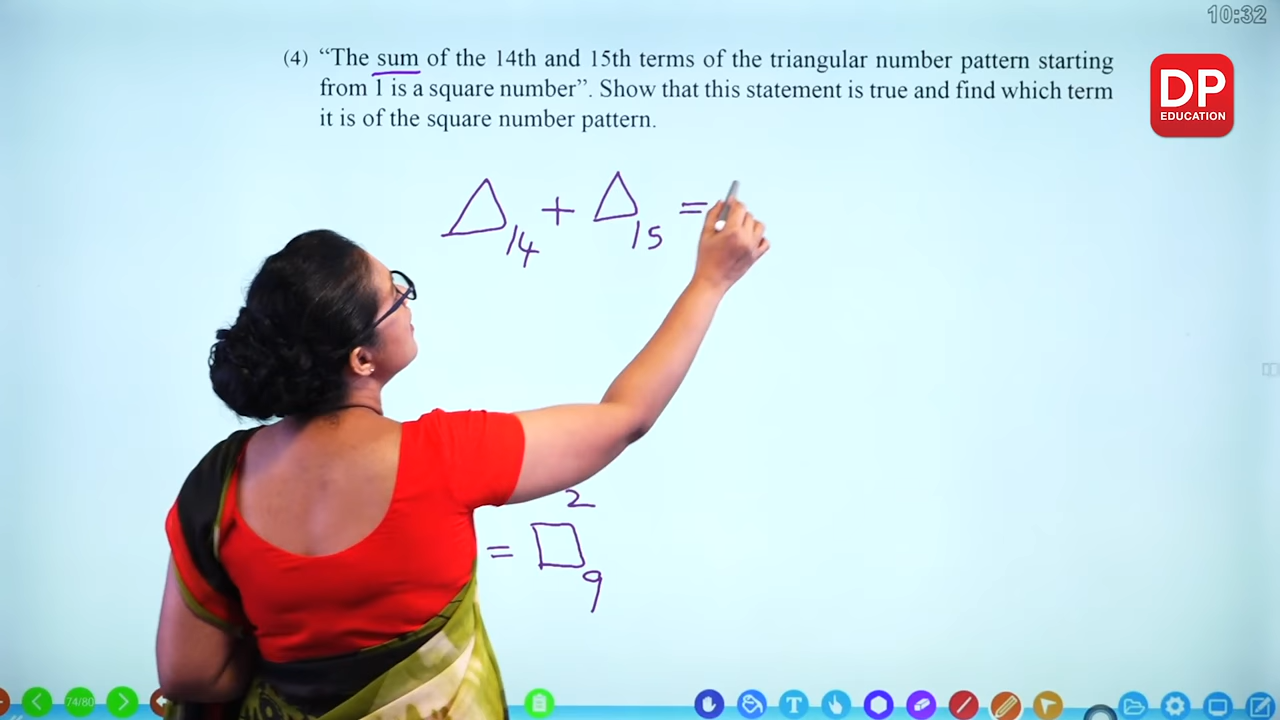 10:32
(4) “The sum of the 14th and 15th terms of the triangular number pattern starting
from 1 is a square number”. Show that this statement is true and find which term
it is of the square number pattern.
DP
EDUCATION
△14 + △15 =
2
= □9
74/80
T